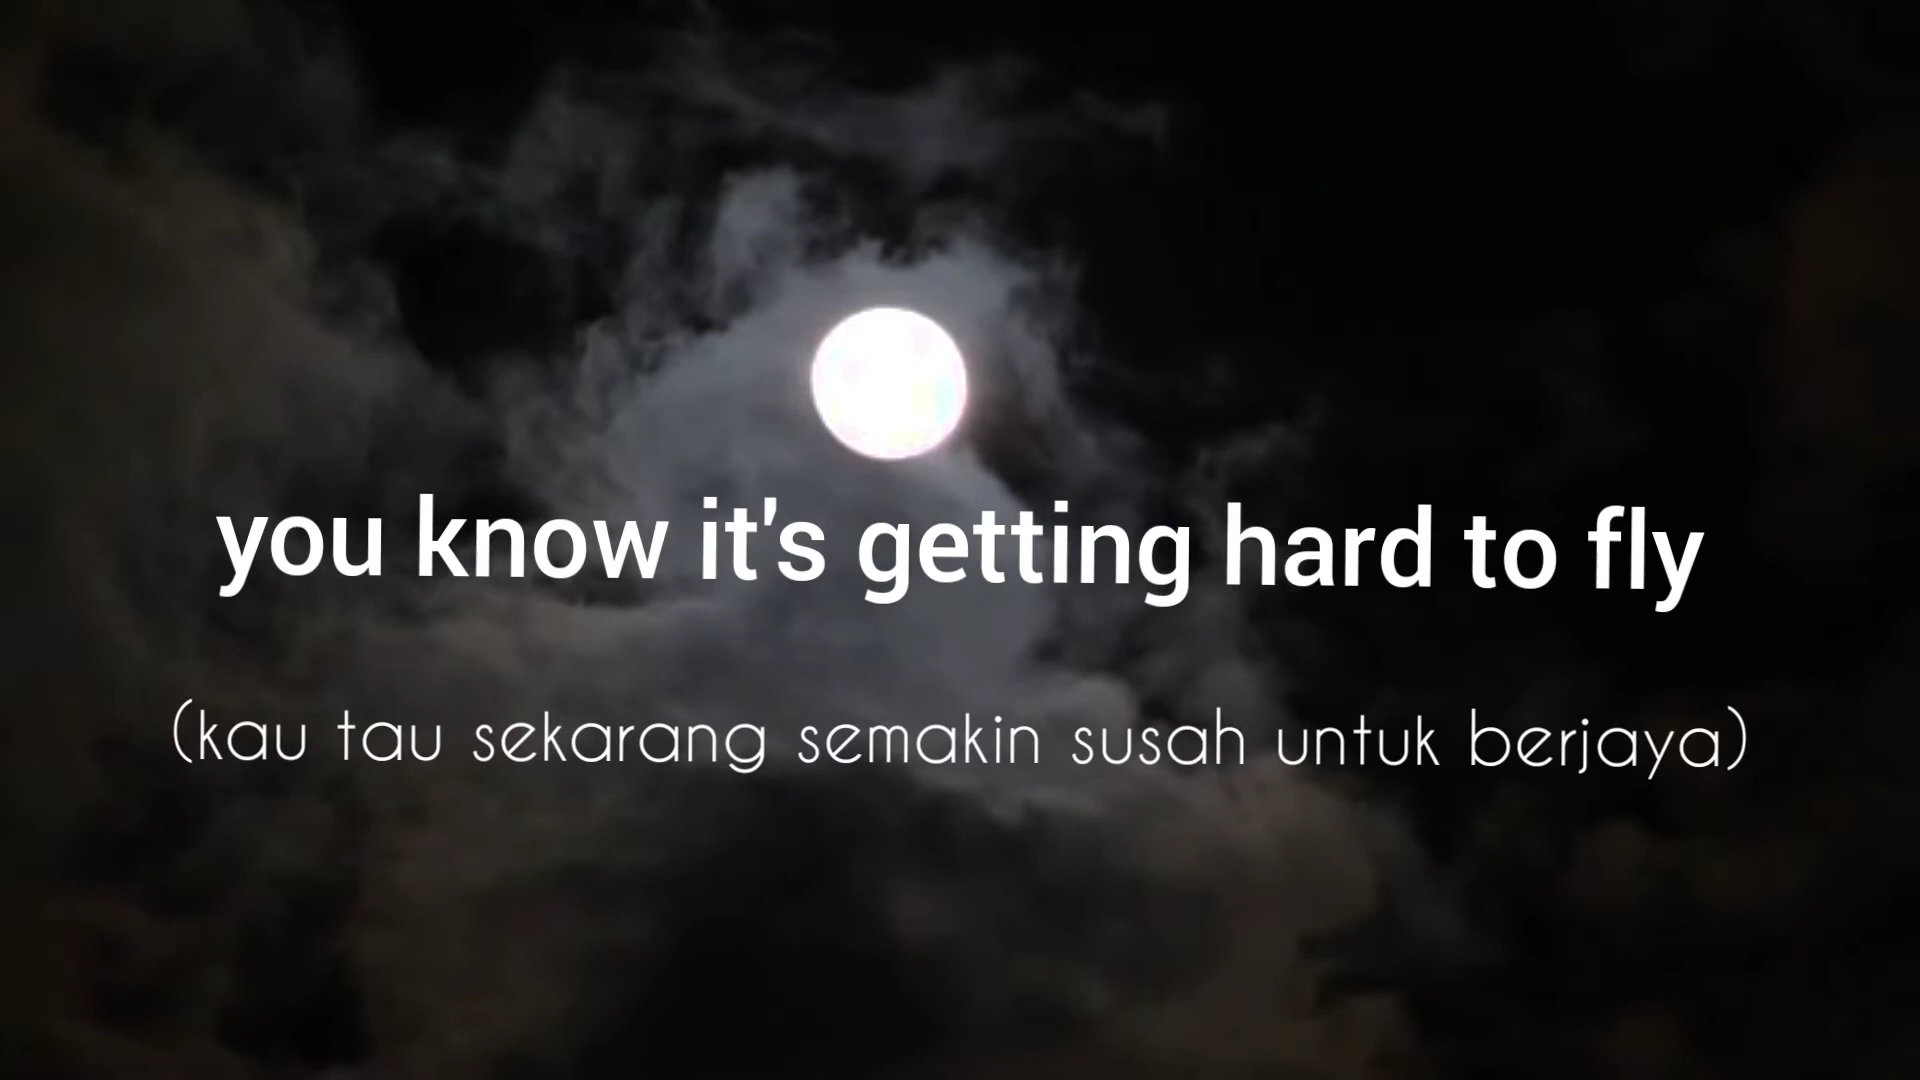 you know it's getting hard to fly
(kau tau sekarang semakin susah untuk berjaya)